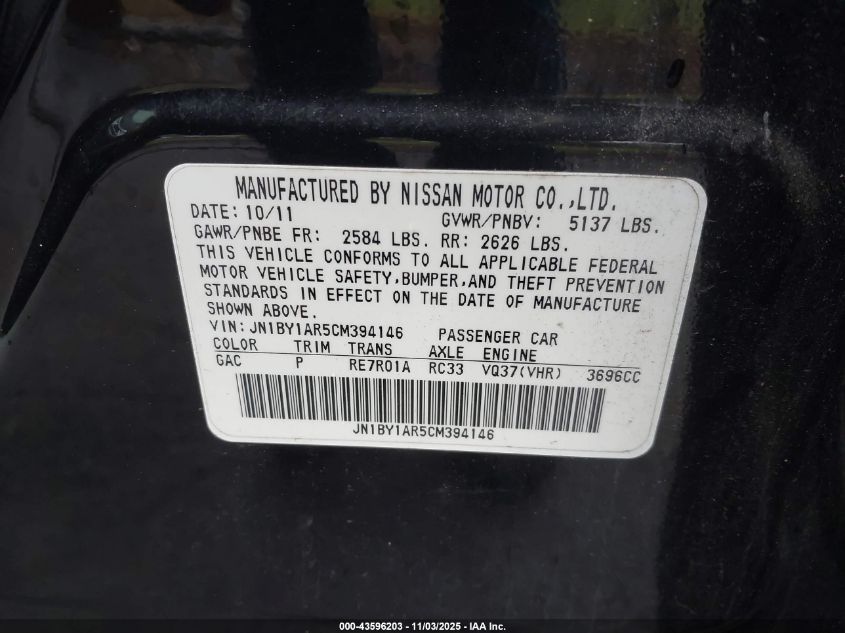 MANUFACTURED BY NISSAN MOTOR CO.,LTD.
DATE: 10/11 GVWR/PNBV: 5137 LBS.
GAWR/PNBE FR: 2584 LBS. RR: 2626 LBS.
THIS VEHICLE CONFORMS TO ALL APPLICABLE FEDERAL
MOTOR VEHICLE SAFETY,BUMPER,AND THEFT PREVENTION
STANDARDS IN EFFECT ON THE DATE OF MANUFACTURE
SHOWN ABOVE.
VIN: JN1BY1AR5CM394146 PASSENGER CAR
COLOR TRIM TRANS AXLE ENGINE
GAC P RE7R01A RC33 VQ37(VHR) 3696CC
JN1BY1AR5CM394146
000-43596203 - 11/03/2025 - IAA Inc.